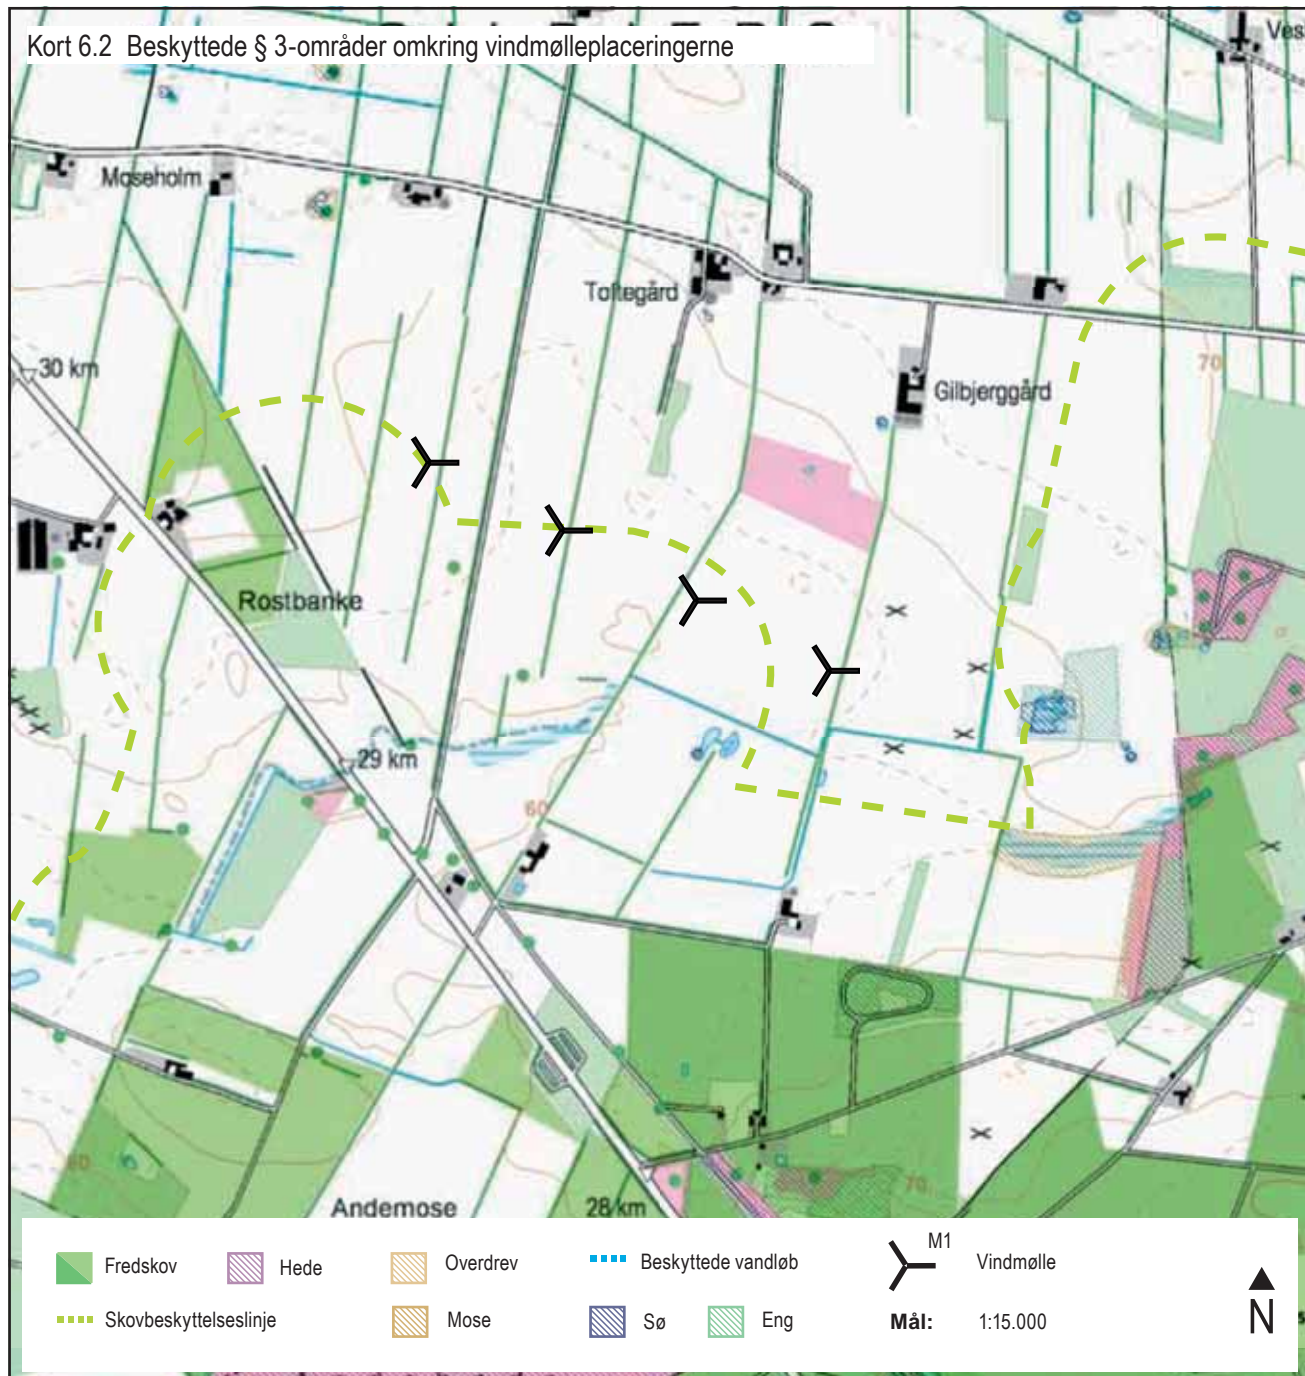 Kort 6.2 Beskyttede § 3-områder omkring vindmølleplaceringerne
Ves
Moseholm
Toftegård
30 km
70
Gilbjerggård
Rostbanke
29 km
60
60
70
Andemose
28 km
Fredskov
Hede
Overdrev
Beskyttede vandløb
M1
Vindmølle
Skovbeskyttelseslinje
Mose
Sø
Eng
Mål: 1:15.000
N